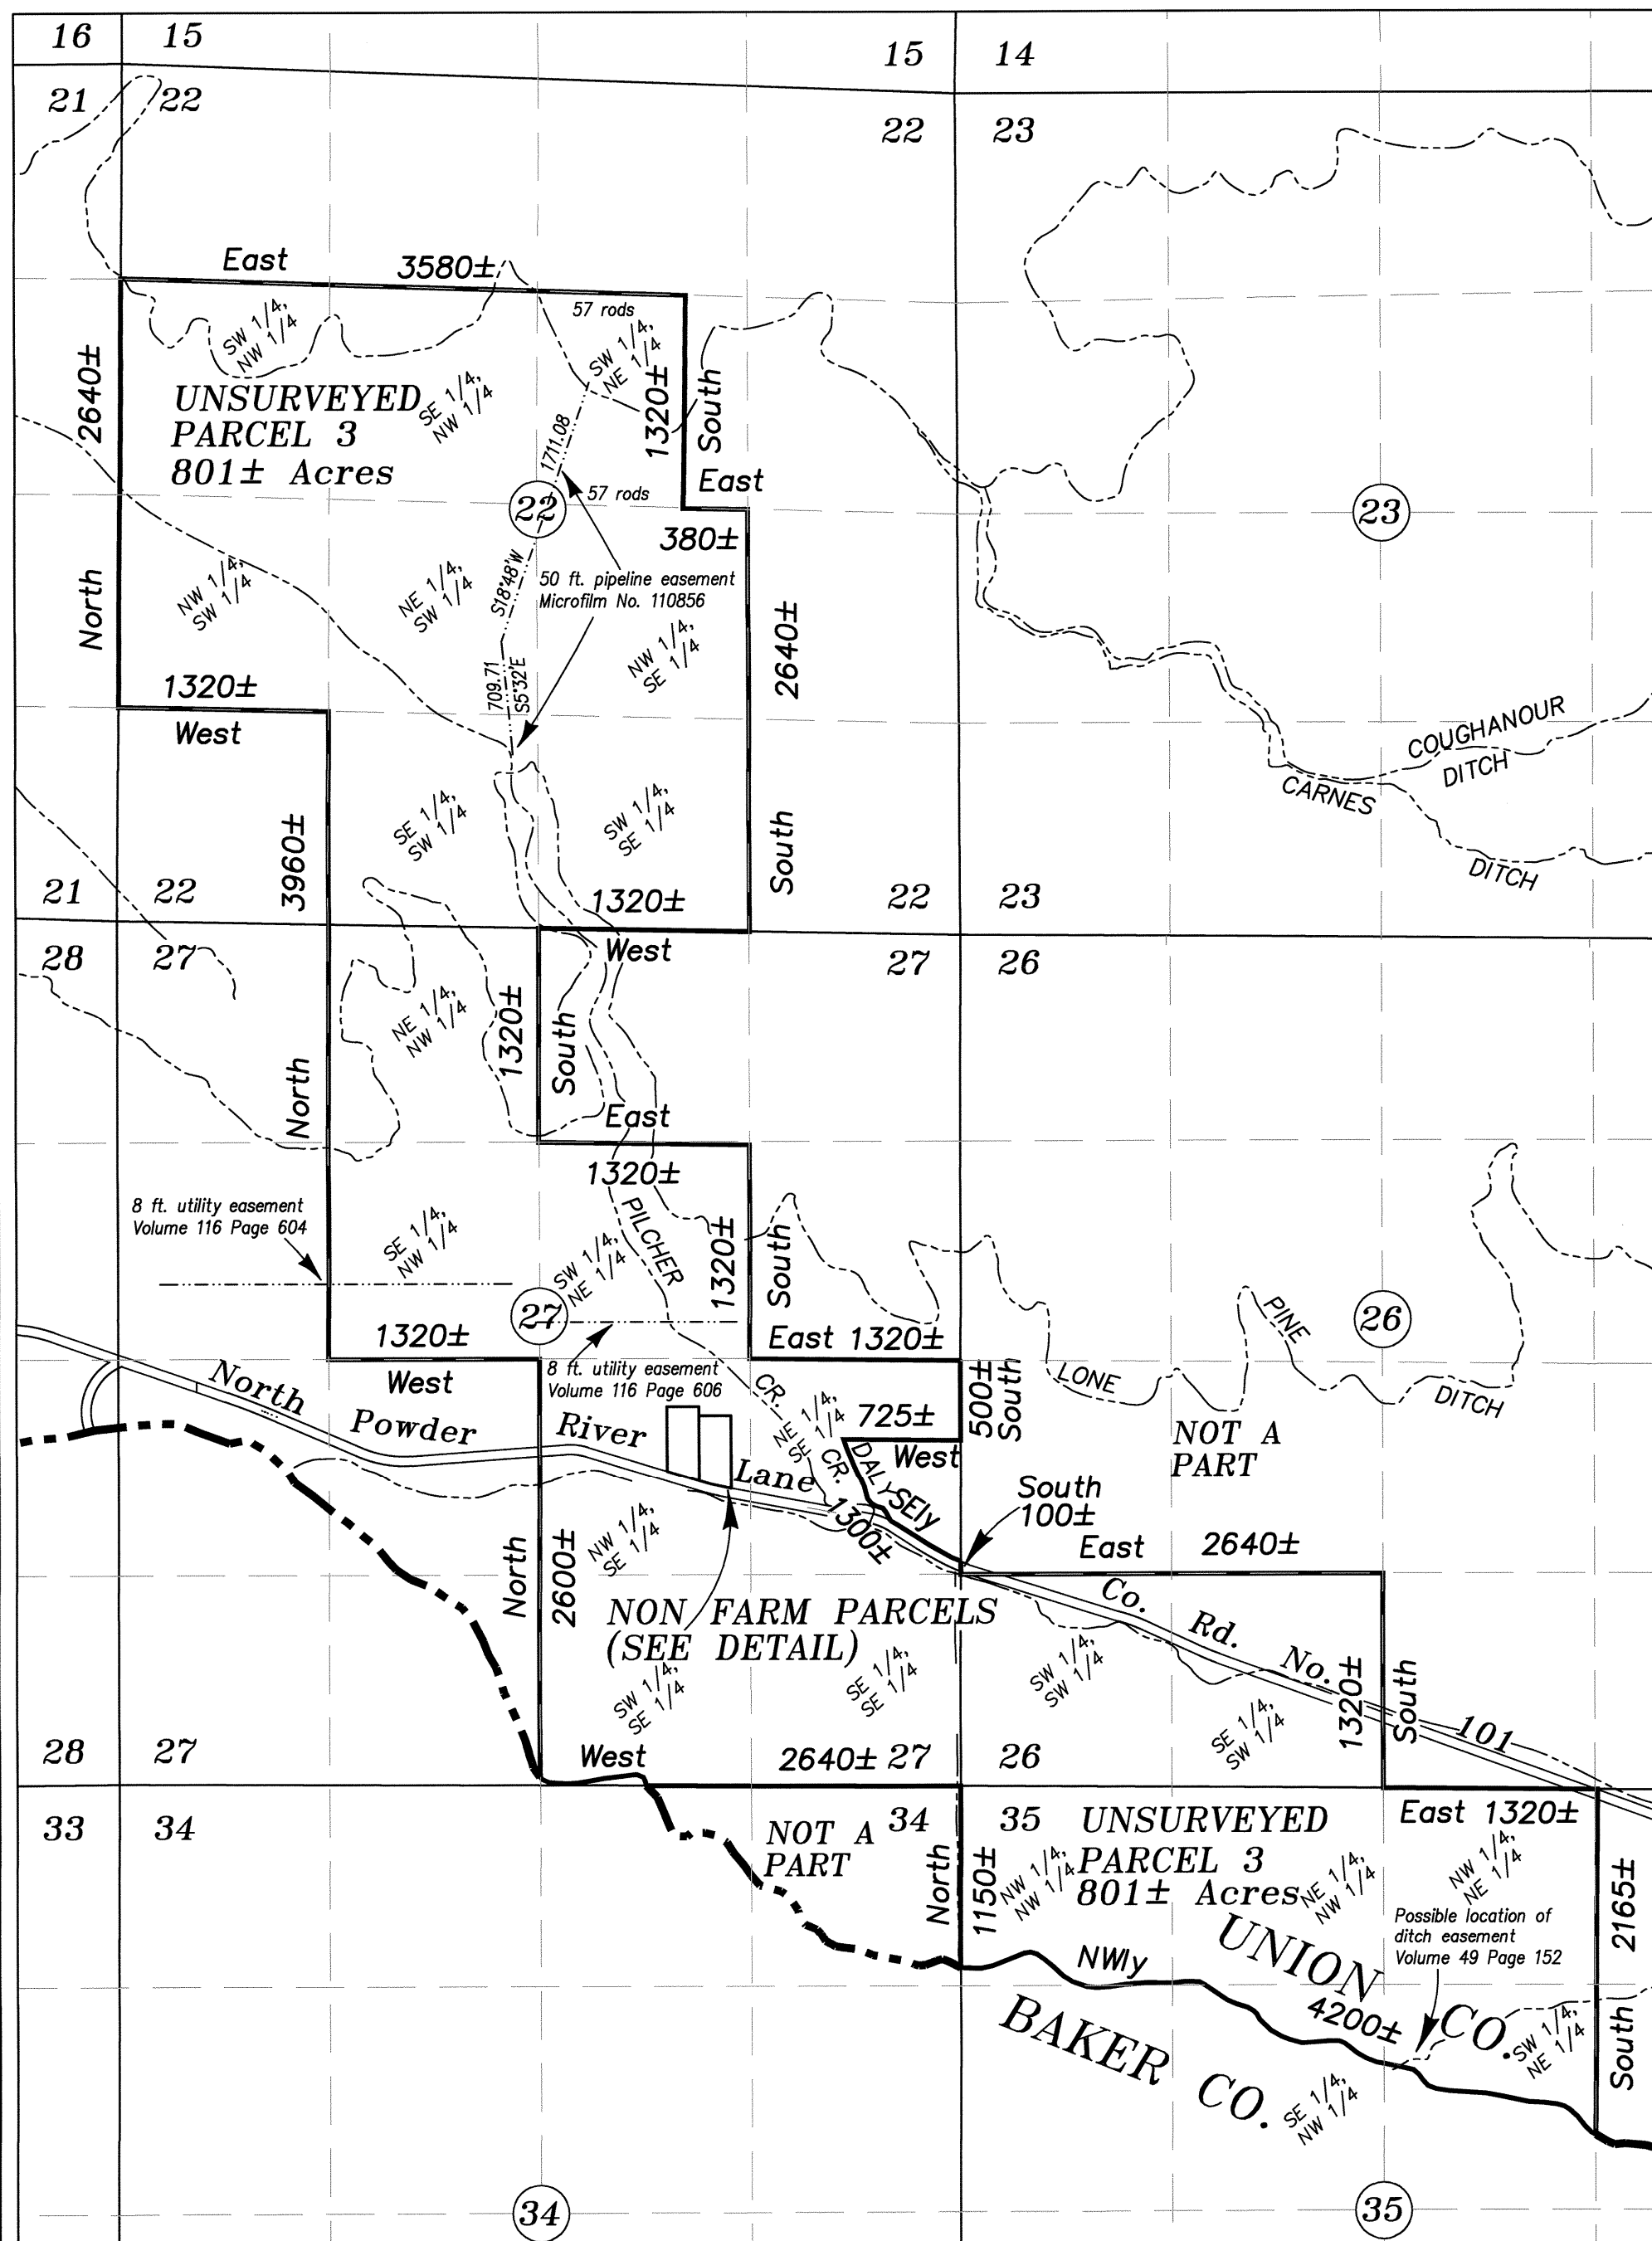 16 15
15 14
21 22
22 23
East 3580±
57 rods
SW 1/4,
NW 1/4
SW 1/4,
NE 1/4
2640±
UNSURVEYED
PARCEL 3
801± Acres
SE 1/4,
NW 1/4
1320±
South
1711.08
57 rods
East
22
23
380±
S18°48'W
50 ft. pipeline easement
Microfilm No. 110856
North
NW 1/4,
SW 1/4
NE 1/4,
SW 1/4
NW 1/4,
SE 1/4
2640±
709.71
S5°32'E
1320±
West
COUGHANOUR
DITCH
CARNES
DITCH
3960±
SE 1/4,
SW 1/4
SW 1/4,
SE 1/4
South
21 22
1320±
22 23
28 27
West
27 26
NE 1/4,
NW 1/4
1320±
South
North
East
1320±
8 ft. utility easement
Volume 116 Page 604
SE 1/4,
NW 1/4
SW 1/4,
NE 1/4
PILCHER
1320±
South
27
26
PINE
1320±
East 1320±
West
8 ft. utility easement
Volume 116 Page 606
CR.
500±
South
LONE
DITCH
North
Powder
River
Lane
NE 1/4,
SE 1/4
725±
West
CR.
DALY
SEly
1300±
NOT A
PART
South
100±
East 2640±
North
2600±
NW 1/4,
SE 1/4
NON FARM PARCELS
(SEE DETAIL)
Co.
Rd.
No.
101
SW 1/4,
SE 1/4
SE 1/4,
SE 1/4
SW 1/4,
SW 1/4
SE 1/4,
SW 1/4
1320±
South
28 27
West 2640± 27 26
33 34
NOT A
PART
34 35
North
1150±
UNSURVEYED
PARCEL 3
801± Acres
East 1320±
NW 1/4,
NW 1/4
NE 1/4,
NW 1/4
NW 1/4,
NE 1/4
2165±
Possible location of
ditch easement
Volume 49 Page 152
NWly
4200±
UNION CO.
BAKER CO.
SW 1/4,
NE 1/4
South
SE 1/4,
NW 1/4
34
35